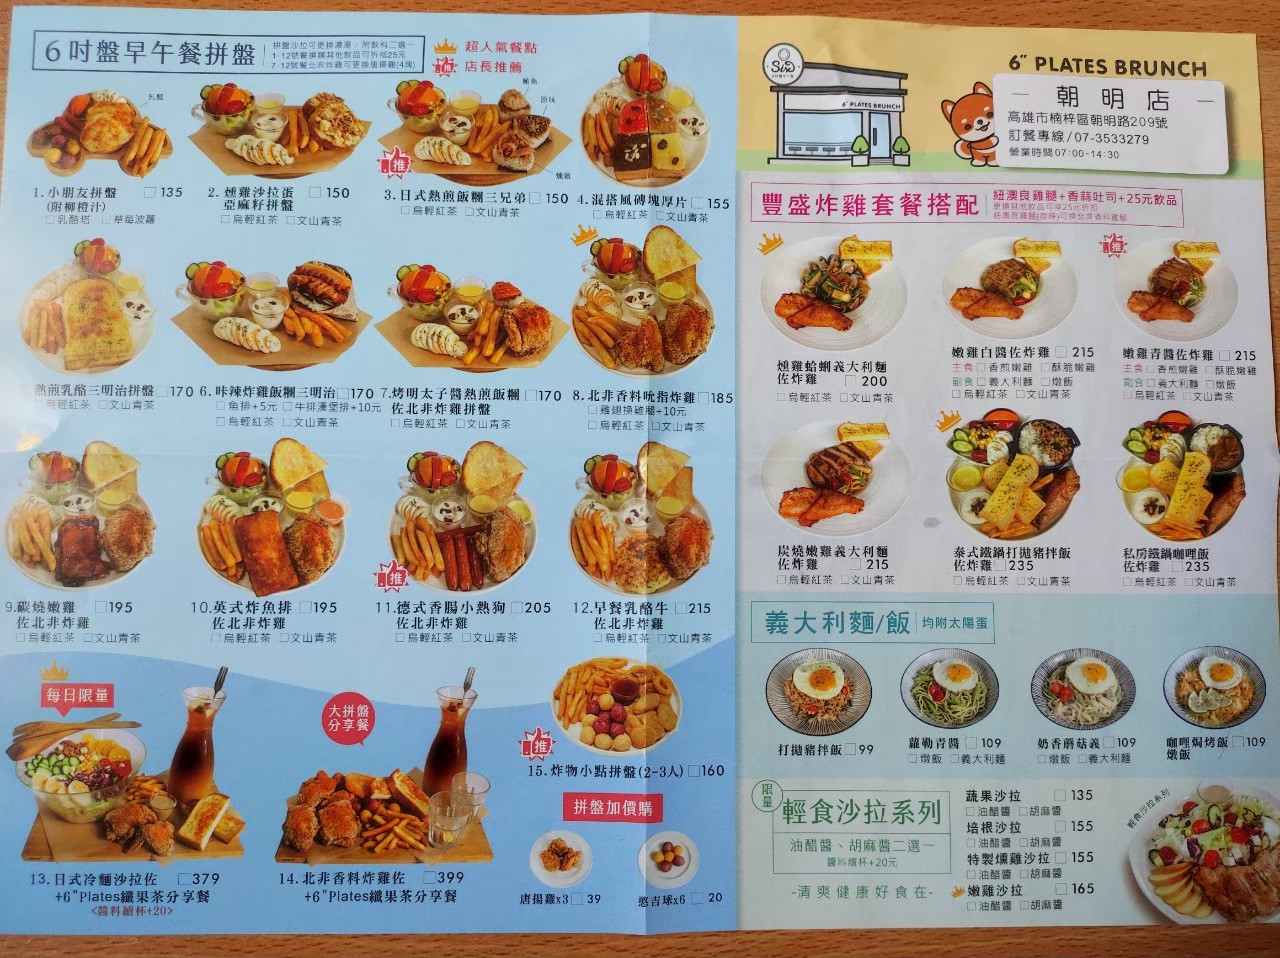 6吋盤早午餐拼盤
拼盤沙拉可更換濃湯／附飲料二選一
1-12號餐換購其他飲品可折抵25元
7-12號餐北非炸雞可更換唐揚雞(4塊)
超人氣餐點
推 店長推薦
乳酪
1.小朋友拼盤 □135
(附柳橙汁)
□乳酪塔 □草莓波羅
2.燻雞沙拉蛋 □150
亞麻籽拼盤
□烏輕紅茶 □文山青茶
鮪魚
原味
燻雞
推
3.日式熱煎飯糰三兄弟□150
□烏輕紅茶 □文山青茶
4.混搭風磚塊厚片□155
□烏輕紅茶 □文山青茶
熱煎乳酪三明治拼盤□170
烏輕紅茶 □文山青茶
6.咔辣炸雞飯糰三明治□170
□魚排+5元 □牛排漢堡排+10元
□烏輕紅茶 □文山青茶
7.烤明太子醬熱煎飯糰□170
佐北非炸雞拼盤
□烏輕紅茶 □文山青茶
8.北非香料吮指炸雞□185
□雞翅換雞腿+10元
□烏輕紅茶 □文山青茶
9.碳燒嫩雞 □195
佐北非炸雞
□烏輕紅茶 □文山青茶
10.英式炸魚排 □195
佐北非炸雞
□烏輕紅茶 □文山青茶
推
11.德式香腸小熱狗□205
佐北非炸雞
□烏輕紅茶 □文山青茶
12.早餐乳酪牛 □215
佐北非炸雞
□烏輕紅茶 □文山青茶
每日限量
13.日式冷麵沙拉佐 □379
+6"Plates纖果茶分享餐
<醬料續杯+20>
大拼盤
分享餐
14.北非香料炸雞佐 □399
+6"Plates纖果茶分享餐
推
15.炸物小點拼盤(2-3人)□160
拼盤加價購
唐揚雞x3□39
憨吉球x6□20
Six
6" PLATES BRUNCH
6" PLATES BRUNCH
朝明店
高雄市楠梓區朝明路209號
訂餐專線/07-3533279
營業時間07:00-14:30
豐盛炸雞套餐搭配
紐澳良雞腿+香蒜吐司+25元飲品
更換其他飲品可享25元折扣
紐奧良雞腿(微辣)可換北非香料雞腿
燻雞蛤蜊義大利麵
佐炸雞 □200
□烏輕紅茶 □文山青茶
嫩雞白醬佐炸雞 □215
主食 □香煎嫩雞 □酥脆嫩雞
副食 □義大利麵 □燉飯
□烏輕紅茶 □文山青茶
推
嫩雞青醬佐炸雞 □215
主食 □香煎嫩雞 □酥脆嫩雞
副食 □義大利麵 □燉飯
□烏輕紅茶 □文山青茶
炭燒嫩雞義大利麵
佐炸雞 □215
□烏輕紅茶 □文山青茶
泰式鐵鍋打拋豬拌飯
佐炸雞□235
□烏輕紅茶 □文山青茶
私房鐵鍋咖哩飯
佐炸雞 □235
□烏輕紅茶 □文山青茶
義大利麵/飯 均附太陽蛋
打拋豬拌飯□99
蘿勒青醬 □109
□燉飯 □義大利麵
奶香蘑菇義□109
□燉飯 □義大利麵
咖哩焗烤飯□109
燉飯
限量
輕食沙拉系列
油醋醬、胡麻醬二選一
醬料續杯+20元
-清爽健康好食在-
蔬果沙拉 □135
□油醋醬 □胡麻醬
培根沙拉 □155
□油醋醬 □胡麻醬
特製燻雞沙拉□155
□油醋醬 □胡麻醬
嫩雞沙拉 □165
□油醋醬 □胡麻醬
輕食沙拉系列